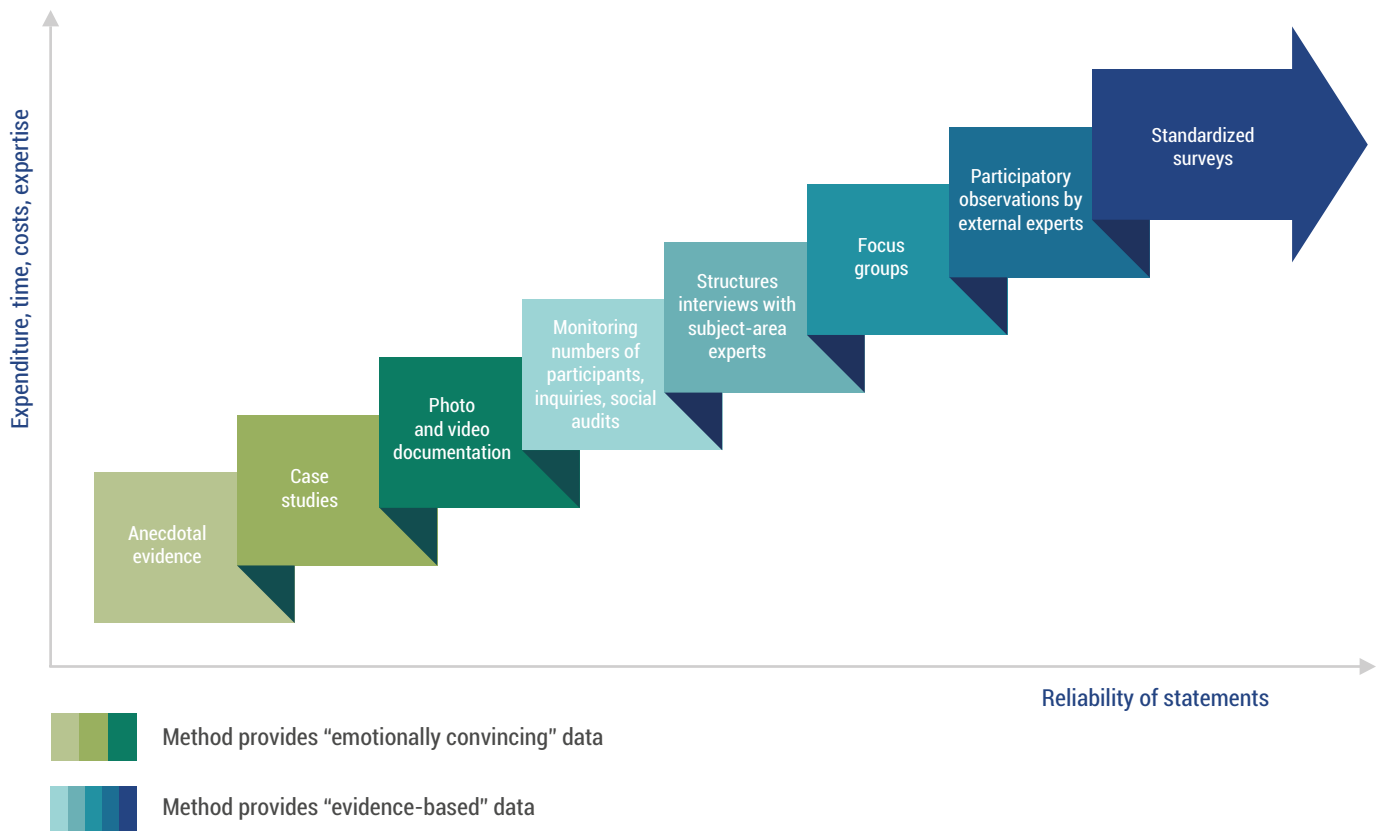 Expenditure, time, costs, expertise
Anecdotal
evidence
Case
studies
Photo
and video
documentation
Monitoring
numbers of
participants,
inquiries, social
audits
Structures
interviews with
subject-area
experts
Focus
groups
Participatory
observations by
external experts
Standardized
surveys
Reliability of statements
Method provides “emotionally convincing” data
Method provides “evidence-based” data